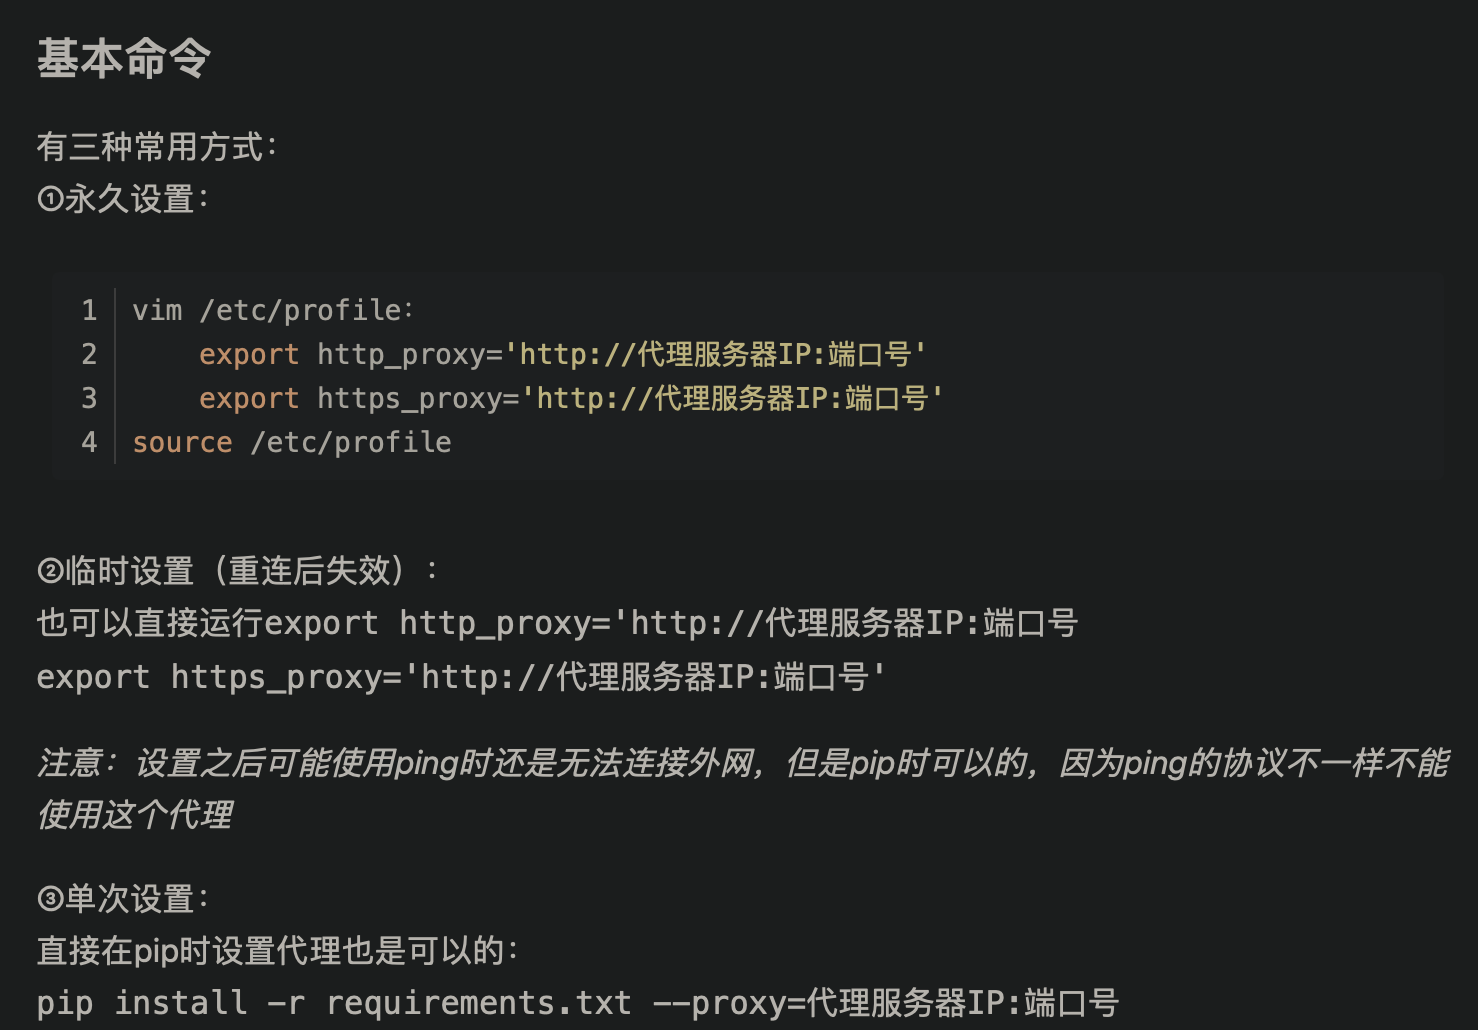 基本命令
有三种常用方式：
①永久设置：
1 vim /etc/profile：
2     export http_proxy='http://代理服务器IP:端口号'
3     export https_proxy='http://代理服务器IP:端口号'
4 source /etc/profile
②临时设置（重连后失效）：
也可以直接运行export http_proxy='http://代理服务器IP:端口号
export https_proxy='http://代理服务器IP:端口号'
注意：设置之后可能使用ping时还是无法连接外网，但是pip时可以的，因为ping的协议不一样不能
使用这个代理
③单次设置：
直接在pip时设置代理也是可以的：
pip install -r requirements.txt --proxy=代理服务器IP:端口号